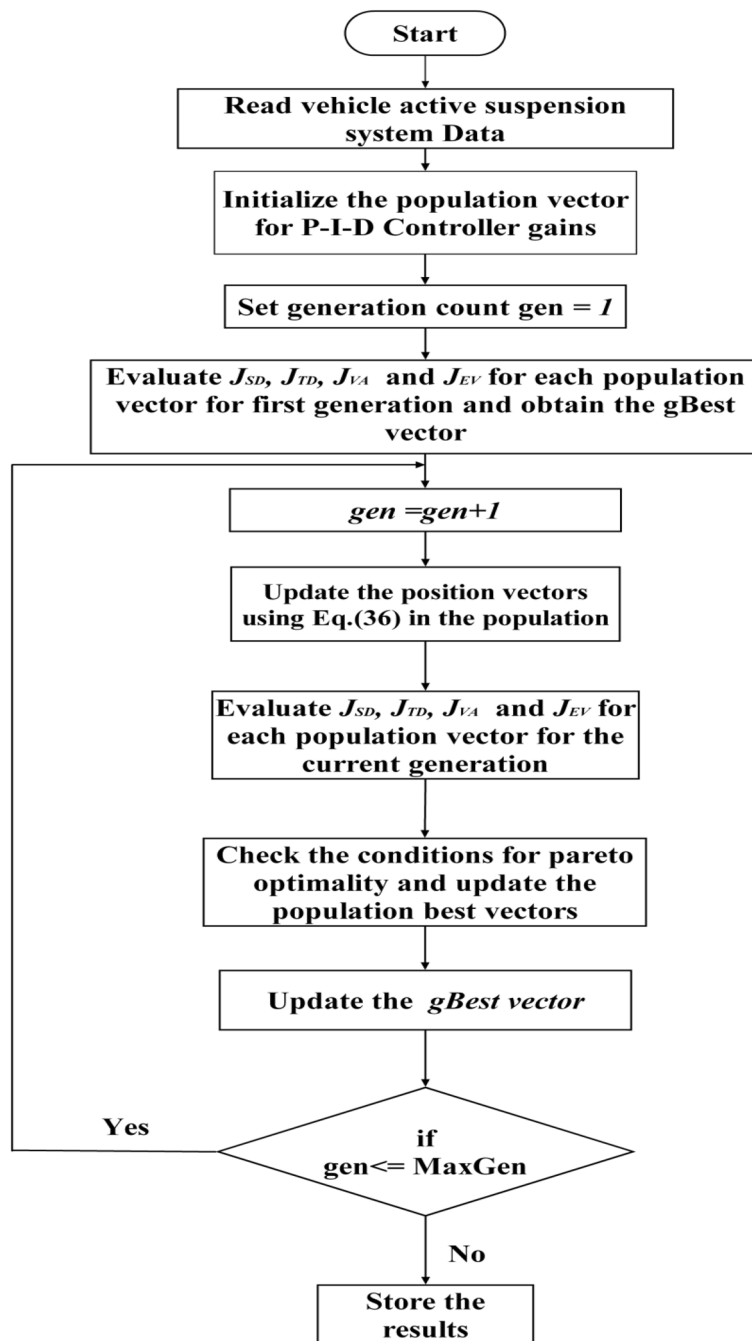 Start
Read vehicle active suspension
system Data
Initialize the population vector
for P-I-D Controller gains
Set generation count gen = 1
Evaluate JSD, JTD, JVA and JEV for each population
vector for first generation and obtain the gBest
vector
gen =gen+1
Update the position vectors
using Eq.(36) in the population
Evaluate JSD, JTD, JVA and JEV for
each population vector for the
current generation
Check the conditions for pareto
optimality and update the
population best vectors
Update the gBest vector
Yes
if
gen<= MaxGen
No
Store the
results